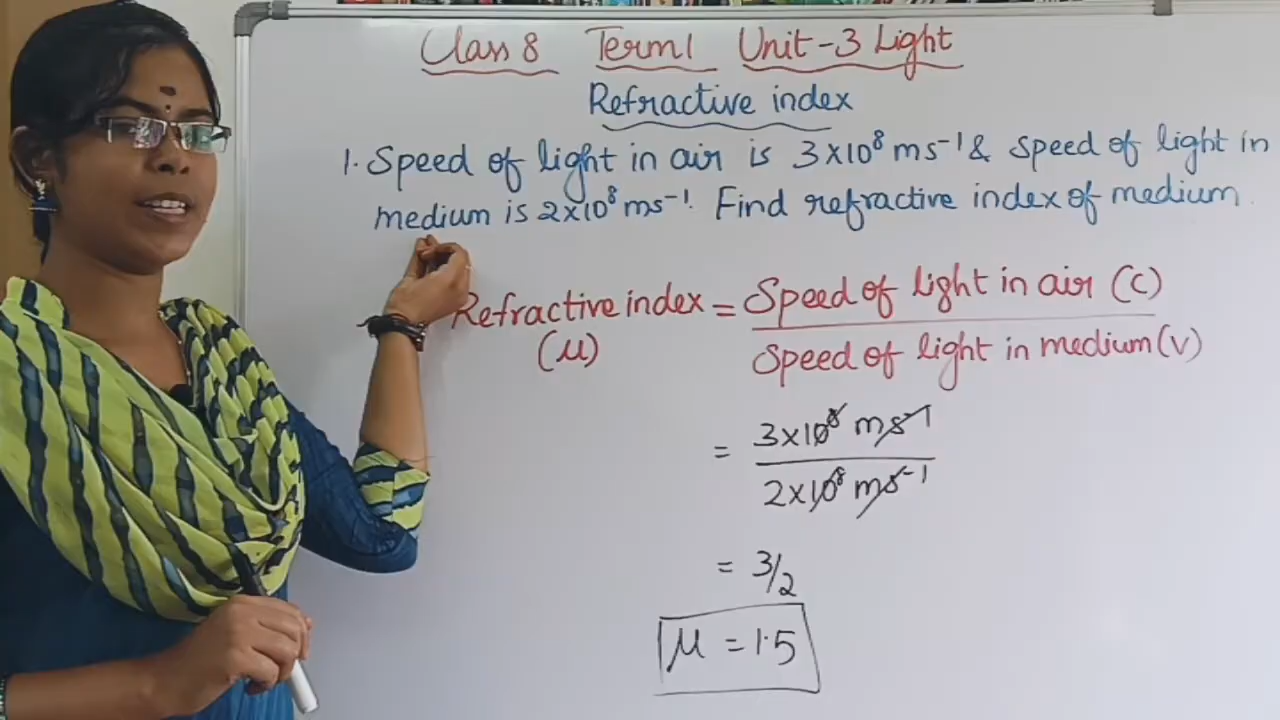 Class 8 Term 1 Unit-3 Light
Refractive index
1. Speed of light in air is 3×10⁸ ms⁻¹ & speed of light in
medium is 2×10⁸ ms⁻¹. Find refractive index of medium.
Refractive index = Speed of light in air (C)
(μ) Speed of light in medium (V)
= 3×10⁸ ms⁻¹
2×10⁸ ms⁻¹
= 3/2
μ = 1.5